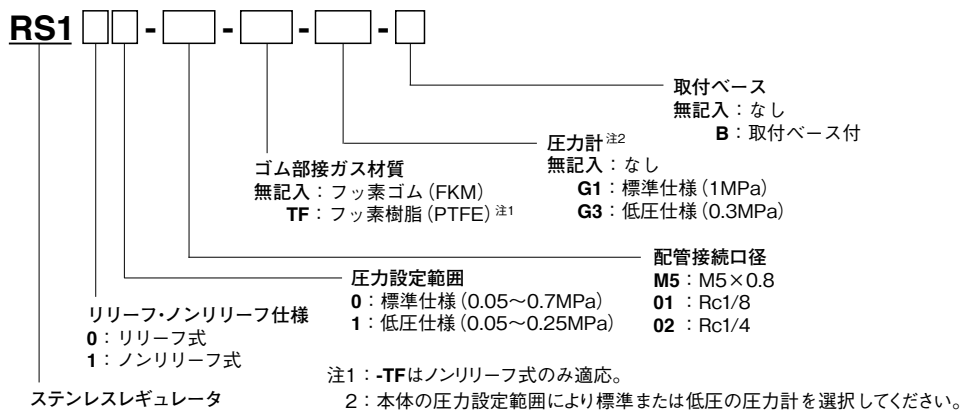 RS1 □□-□-□-□-□
取付ベース
無記入：なし
B：取付ベース付
圧力計注2
無記入：なし
G1：標準仕様（1MPa）
G3：低圧仕様（0.3MPa）
ゴム部接ガス材質
無記入：フッ素ゴム（FKM）
TF：フッ素樹脂（PTFE）注1
配管接続口径
M5：M5×0.8
01：Rc1/8
02：Rc1/4
圧力設定範囲
0：標準仕様（0.05～0.7MPa）
1：低圧仕様（0.05～0.25MPa）
リリーフ・ノンリリーフ仕様
0：リリーフ式
1：ノンリリーフ式
ステンレスレギュレータ
注1：-TFはノンリリーフ式のみ適応。
2：本体の圧力設定範囲により標準または低圧の圧力計を選択してください。